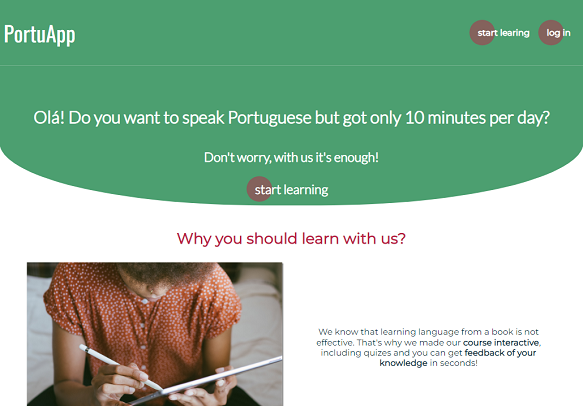 PortuApp
start learing
log in
Olá! Do you want to speak Portuguese but got only 10 minutes per day?
Don't worry, with us it's enough!
start learning
Why you should learn with us?
We know that learning language from a book is not
effective. That's why we made our course interactive,
including quizes and you can get feedback of your
knowledge in seconds!